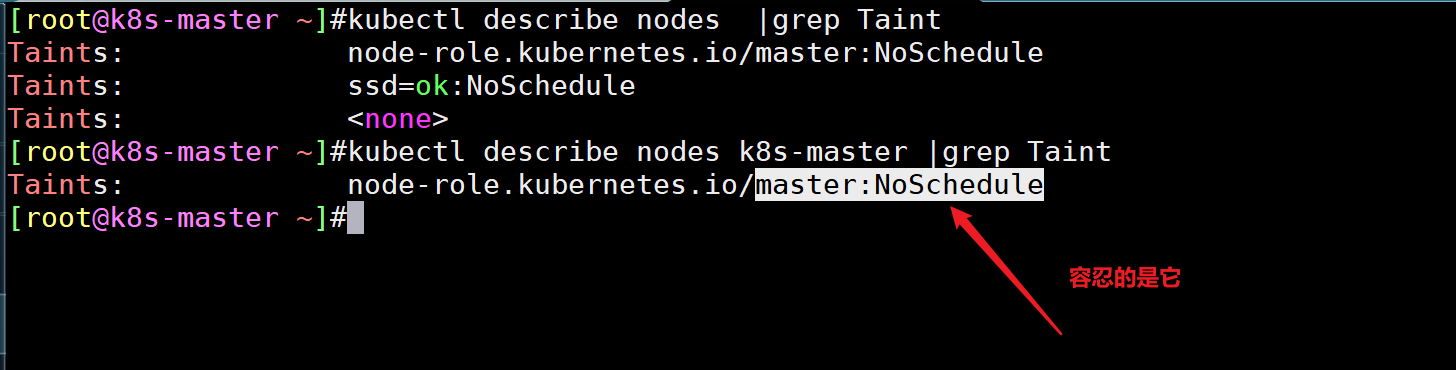 [root@k8s-master ~]#kubectl describe nodes  |grep Taint
Taints:             node-role.kubernetes.io/master:NoSchedule
Taints:             ssd=ok:NoSchedule
Taints:             <none>
[root@k8s-master ~]#kubectl describe nodes k8s-master |grep Taint
Taints:             node-role.kubernetes.io/master:NoSchedule
[root@k8s-master ~]#
容忍的是它